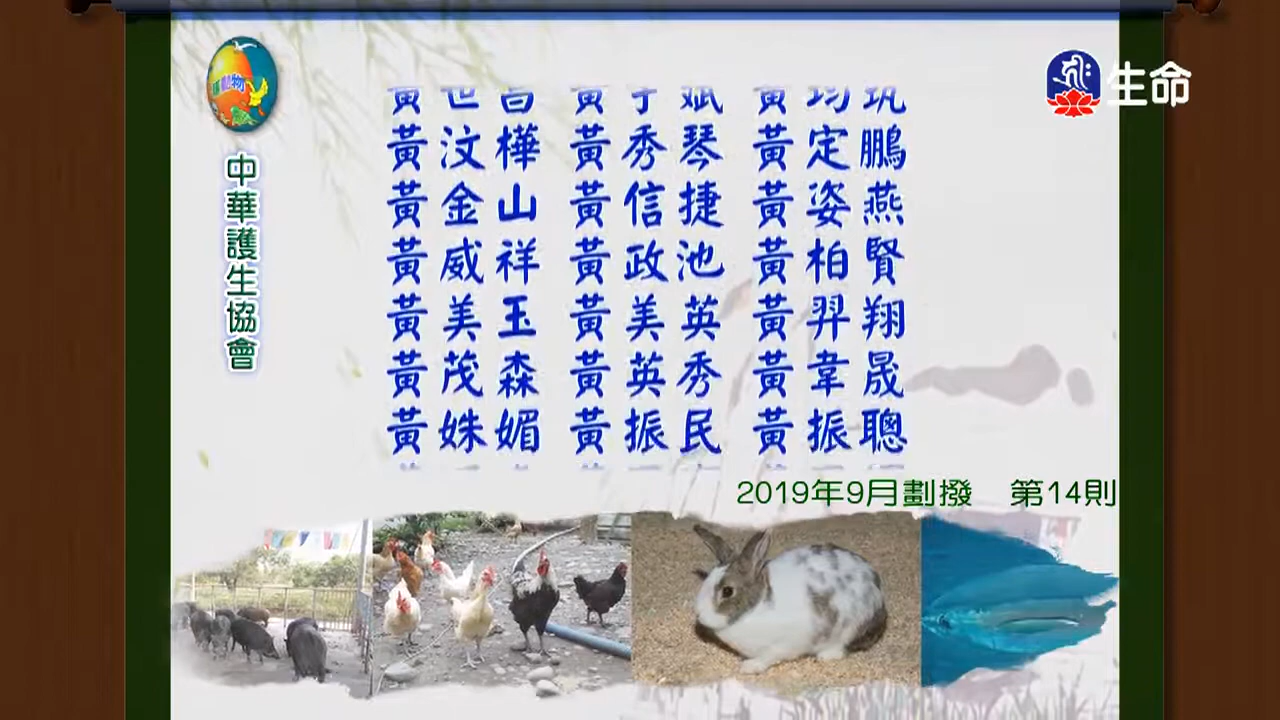 生命
護動物
中華護生協會
黃汶樺 黃秀琴 黃定鵬
黃金山 黃信捷 黃姿燕
黃威祥 黃政池 黃柏賢
黃美玉 黃美英 黃羿翔
黃茂森 黃英秀 黃韋晟
黃姝媚 黃振民 黃振聰
2019年9月劃撥 第14則